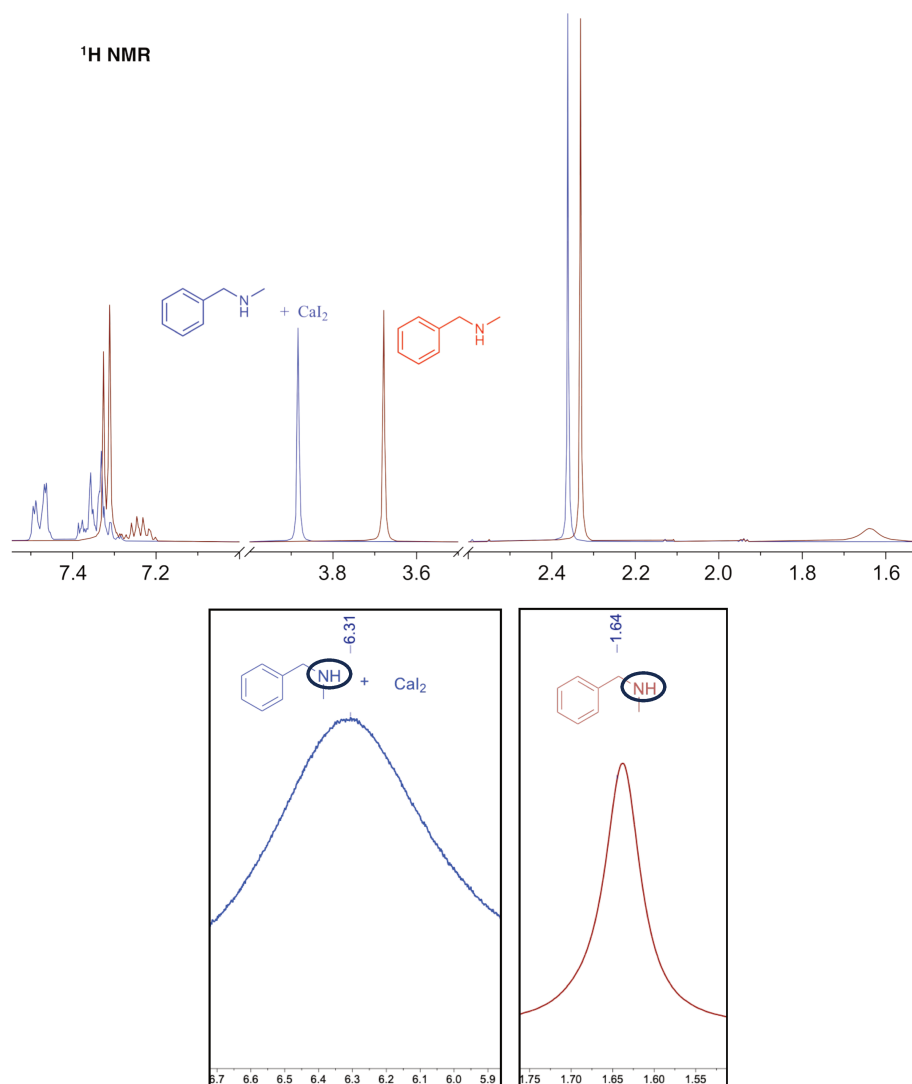 ¹H NMR
N
H
+ CaI₂
N
H
7.4 7.2 3.8 3.6 2.4 2.2 2.0 1.8 1.6
–6.31
NH
+ CaI₂
–1.64
NH
6.7 6.6 6.5 6.4 6.3 6.2 6.1 6.0 5.9
1.75 1.70 1.65 1.60 1.55